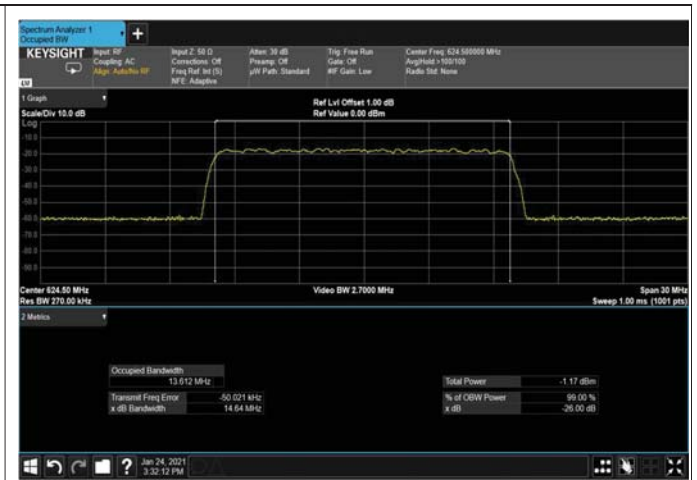 Spectrum Analyzer 1
Occupied BW
KEYSIGHT
Input: RF
Coupling: AC
Align: Auto/No RF
Input Z: 50 Ω
Corrections: Off
Freq Ref: Int (S)
NFE: Adaptive
Atten: 30 dB
Preamp: Off
µW Path: Standard
Trig: Free Run
Gate: Off
#IF Gain: Low
Center Freq: 624.500000 MHz
Avg|Hold:>100/100
Radio Std: None
1 Graph
Scale/Div 10.0 dB
Ref Lvl Offset 1.00 dB
Ref Value 0.00 dBm
Log
-10.0
-20.0
-30.0
-40.0
-50.0
-60.0
-70.0
-80.0
-90.0
Center 624.50 MHz
Video BW 2.7000 MHz
Span 30 MHz
Res BW 270.00 kHz
Sweep 1.00 ms (1001 pts)
2 Metrics
Occupied Bandwidth
13.612 MHz
Total Power -1.17 dBm
Transmit Freq Error -50.021 kHz
% of OBW Power 99.00 %
x dB Bandwidth 14.64 MHz
x dB -26.00 dB
Jan 24, 2021
3:32:12 PM